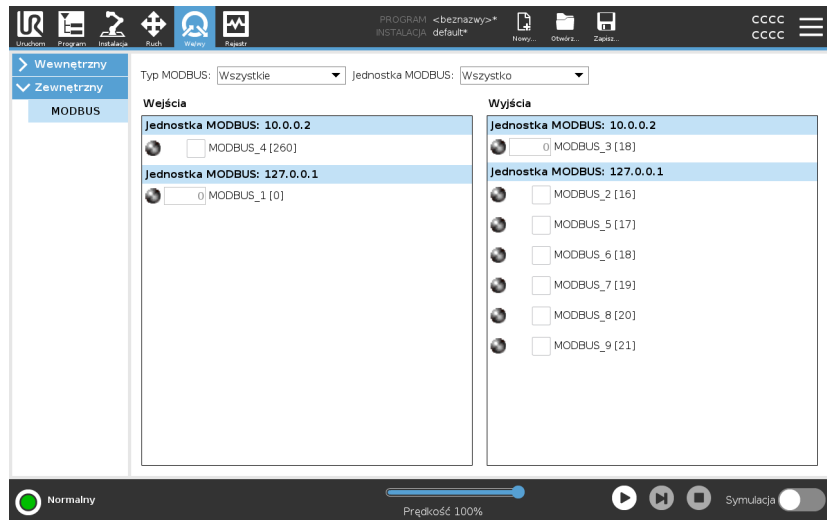 UR
PROGRAM <beznazwy>*
INSTALACJA default*
cccc
cccc
Uruchom Program Instalacja Ruch We/wy Rejestr Nowy... Otwórz... Zapisz...
Wewnętrzny
Zewnętrzny
MODBUS
Typ MODBUS: Wszystkie Jednostka MODBUS: Wszystko
Wejścia
Jednostka MODBUS: 10.0.0.2
MODBUS_4 [260]
Jednostka MODBUS: 127.0.0.1
0 MODBUS_1 [0]
Wyjścia
Jednostka MODBUS: 10.0.0.2
0 MODBUS_3 [18]
Jednostka MODBUS: 127.0.0.1
MODBUS_2 [16]
MODBUS_5 [17]
MODBUS_6 [18]
MODBUS_7 [19]
MODBUS_8 [20]
MODBUS_9 [21]
Normalny
Prędkość 100%
Symulacja